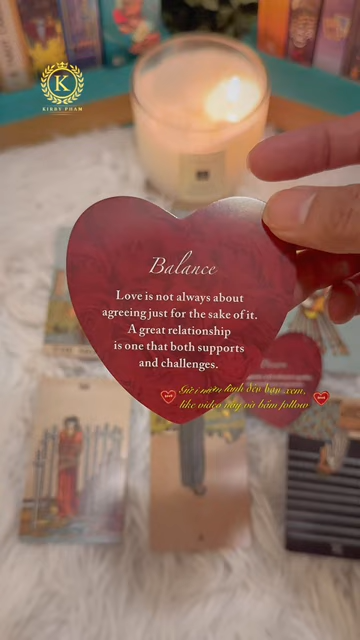 K
KIRBY PHAM
Balance
Love is not always about
agreeing just for the sake of it.
A great relationship
is one that both supports
and challenges.
Gửi năng lượng đến bạn xem,
like video này và bấm follow